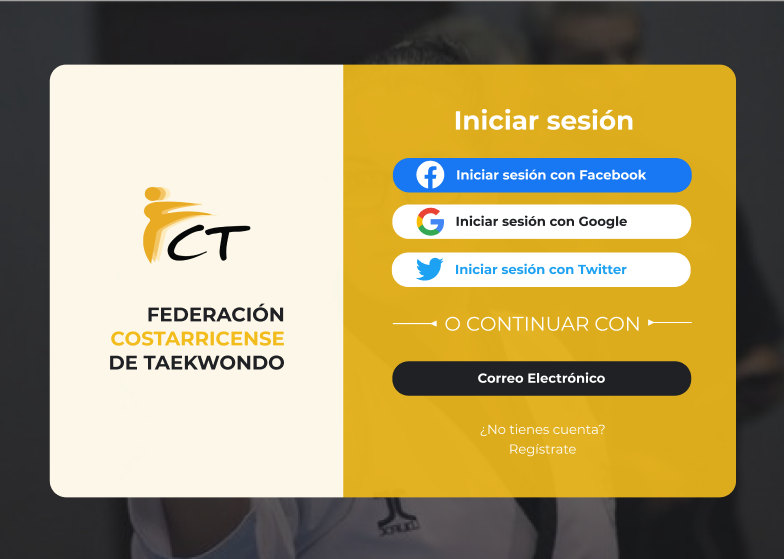 FCT
FEDERACIÓN
COSTARRICENSE
DE TAEKWONDO
Iniciar sesión
Iniciar sesión con Facebook
Iniciar sesión con Google
Iniciar sesión con Twitter
O CONTINUAR CON
Correo Electrónico
¿No tienes cuenta?
Regístrate